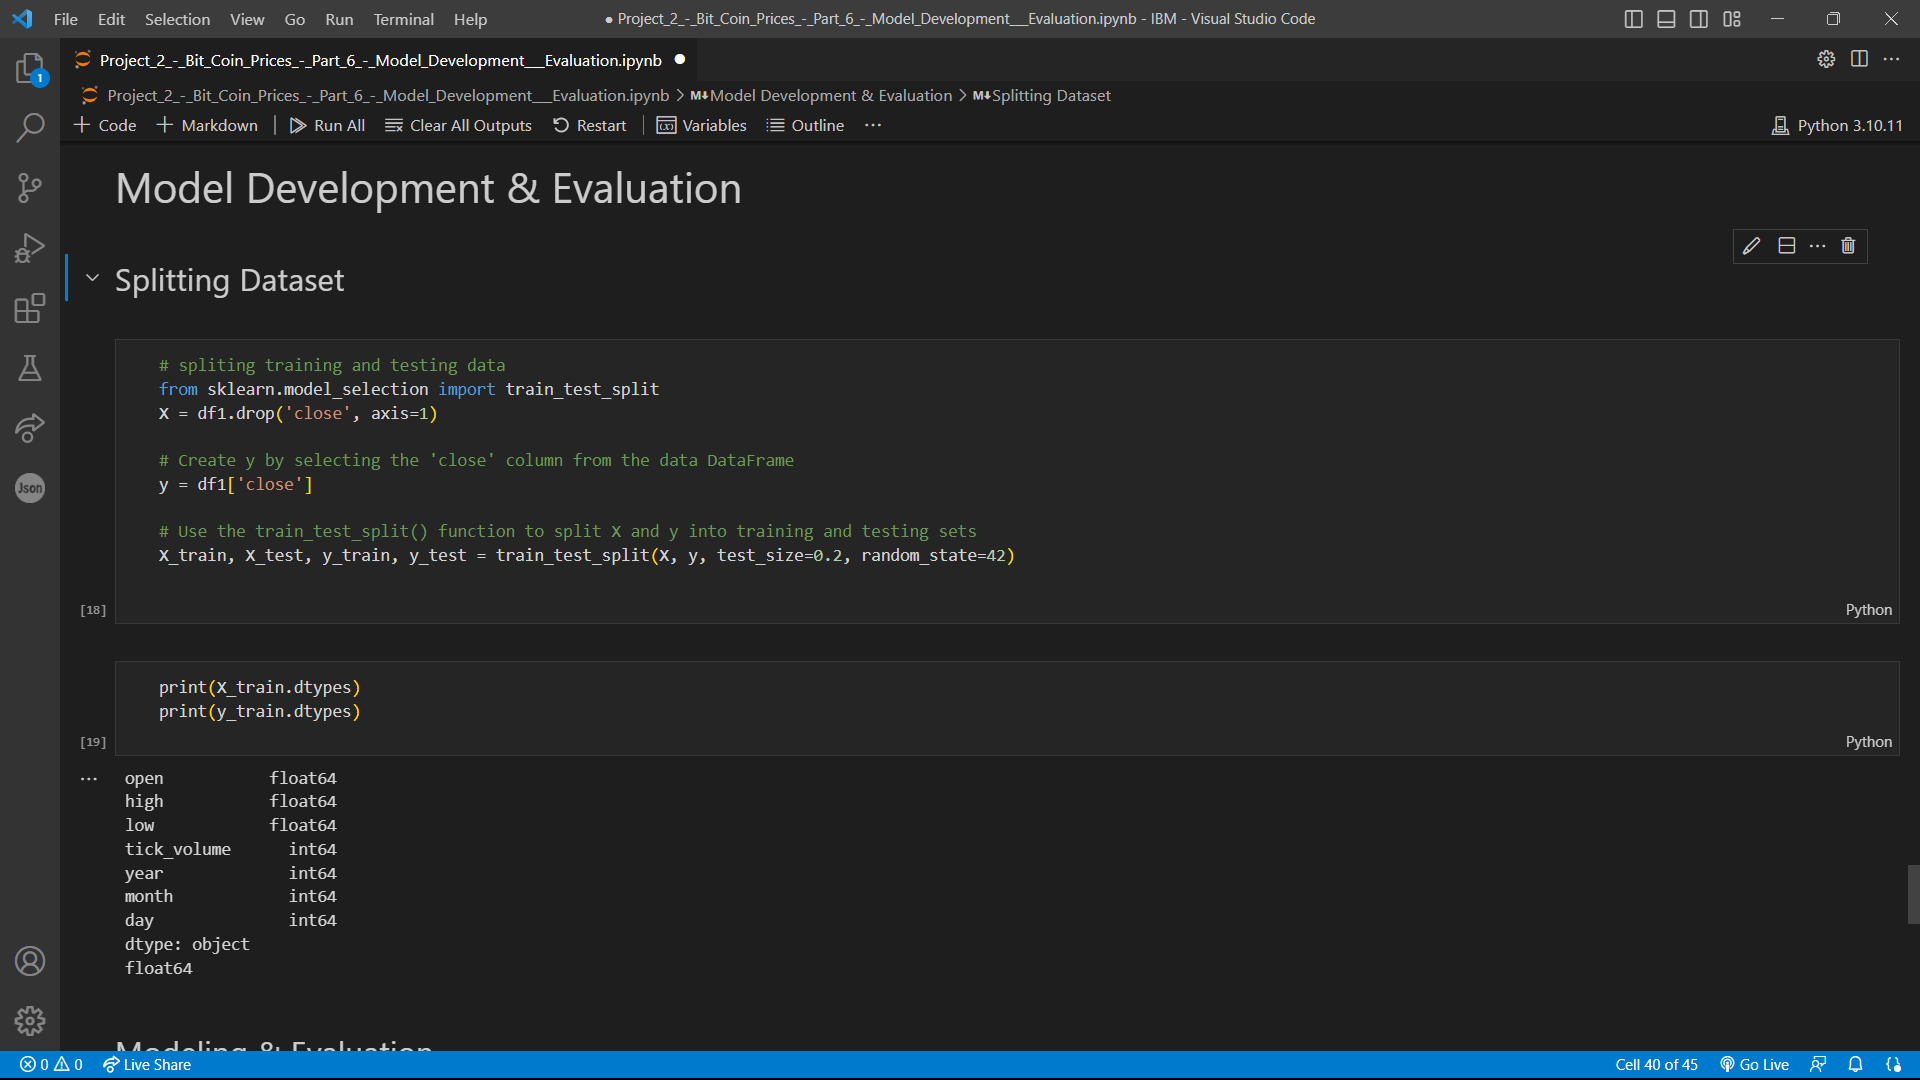 File Edit Selection View Go Run Terminal Help
● Project_2_-_Bit_Coin_Prices_-_Part_6_-_Model_Development___Evaluation.ipynb - IBM - Visual Studio Code
Project_2_-_Bit_Coin_Prices_-_Part_6_-_Model_Development___Evaluation.ipynb ●
Project_2_-_Bit_Coin_Prices_-_Part_6_-_Model_Development___Evaluation.ipynb > M↓Model Development & Evaluation > M↓Splitting Dataset
+ Code + Markdown | Run All Clear All Outputs Restart | Variables Outline ··· Python 3.10.11
1
Json
Model Development & Evaluation
Splitting Dataset
# spliting training and testing data
from sklearn.model_selection import train_test_split
X = df1.drop('close', axis=1)
# Create y by selecting the 'close' column from the data DataFrame
y = df1['close']
# Use the train_test_split() function to split X and y into training and testing sets
X_train, X_test, y_train, y_test = train_test_split(X, y, test_size=0.2, random_state=42)
[18] Python
print(X_train.dtypes)
print(y_train.dtypes)
[19] Python
··· open float64
high float64
low float64
tick_volume int64
year int64
month int64
day int64
dtype: object
float64
Modeling & Evaluation
0 0 Live Share Cell 40 of 45 Go Live